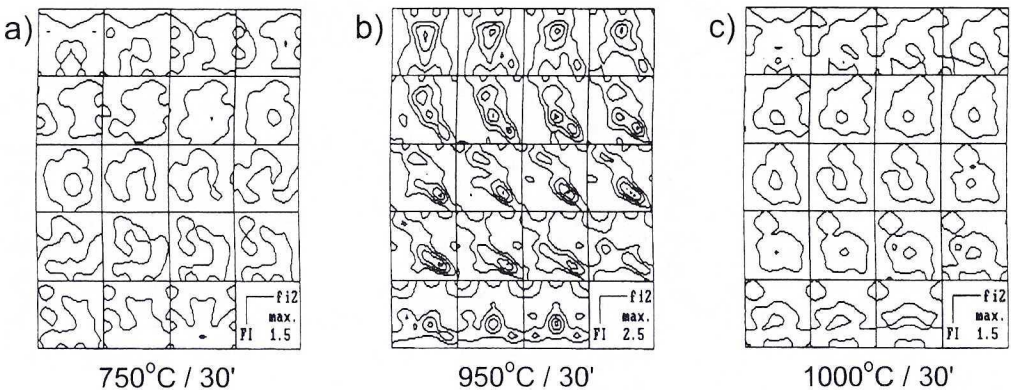 a)
fi2
max.
FI 1.5
750°C / 30'
b)
fi2
max.
FI 2.5
950°C / 30'
c)
fi2
max.
FI 1.5
1000°C / 30'